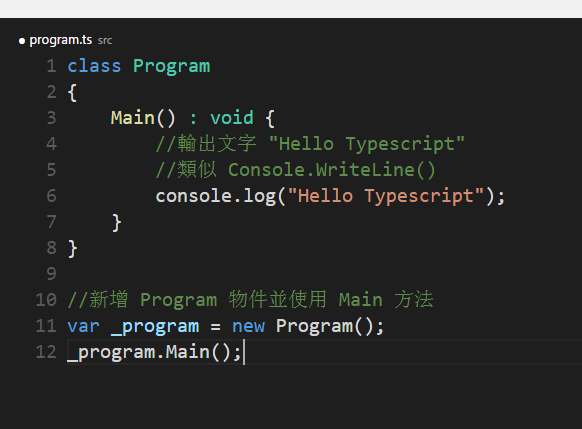 ● program.ts src
1 class Program
2 {
3     Main() : void {
4         //輸出文字 "Hello Typescript"
5         //類似 Console.WriteLine()
6         console.log("Hello Typescript");
7     }
8 }
9
10 //新增 Program 物件並使用 Main 方法
11 var _program = new Program();
12 _program.Main();